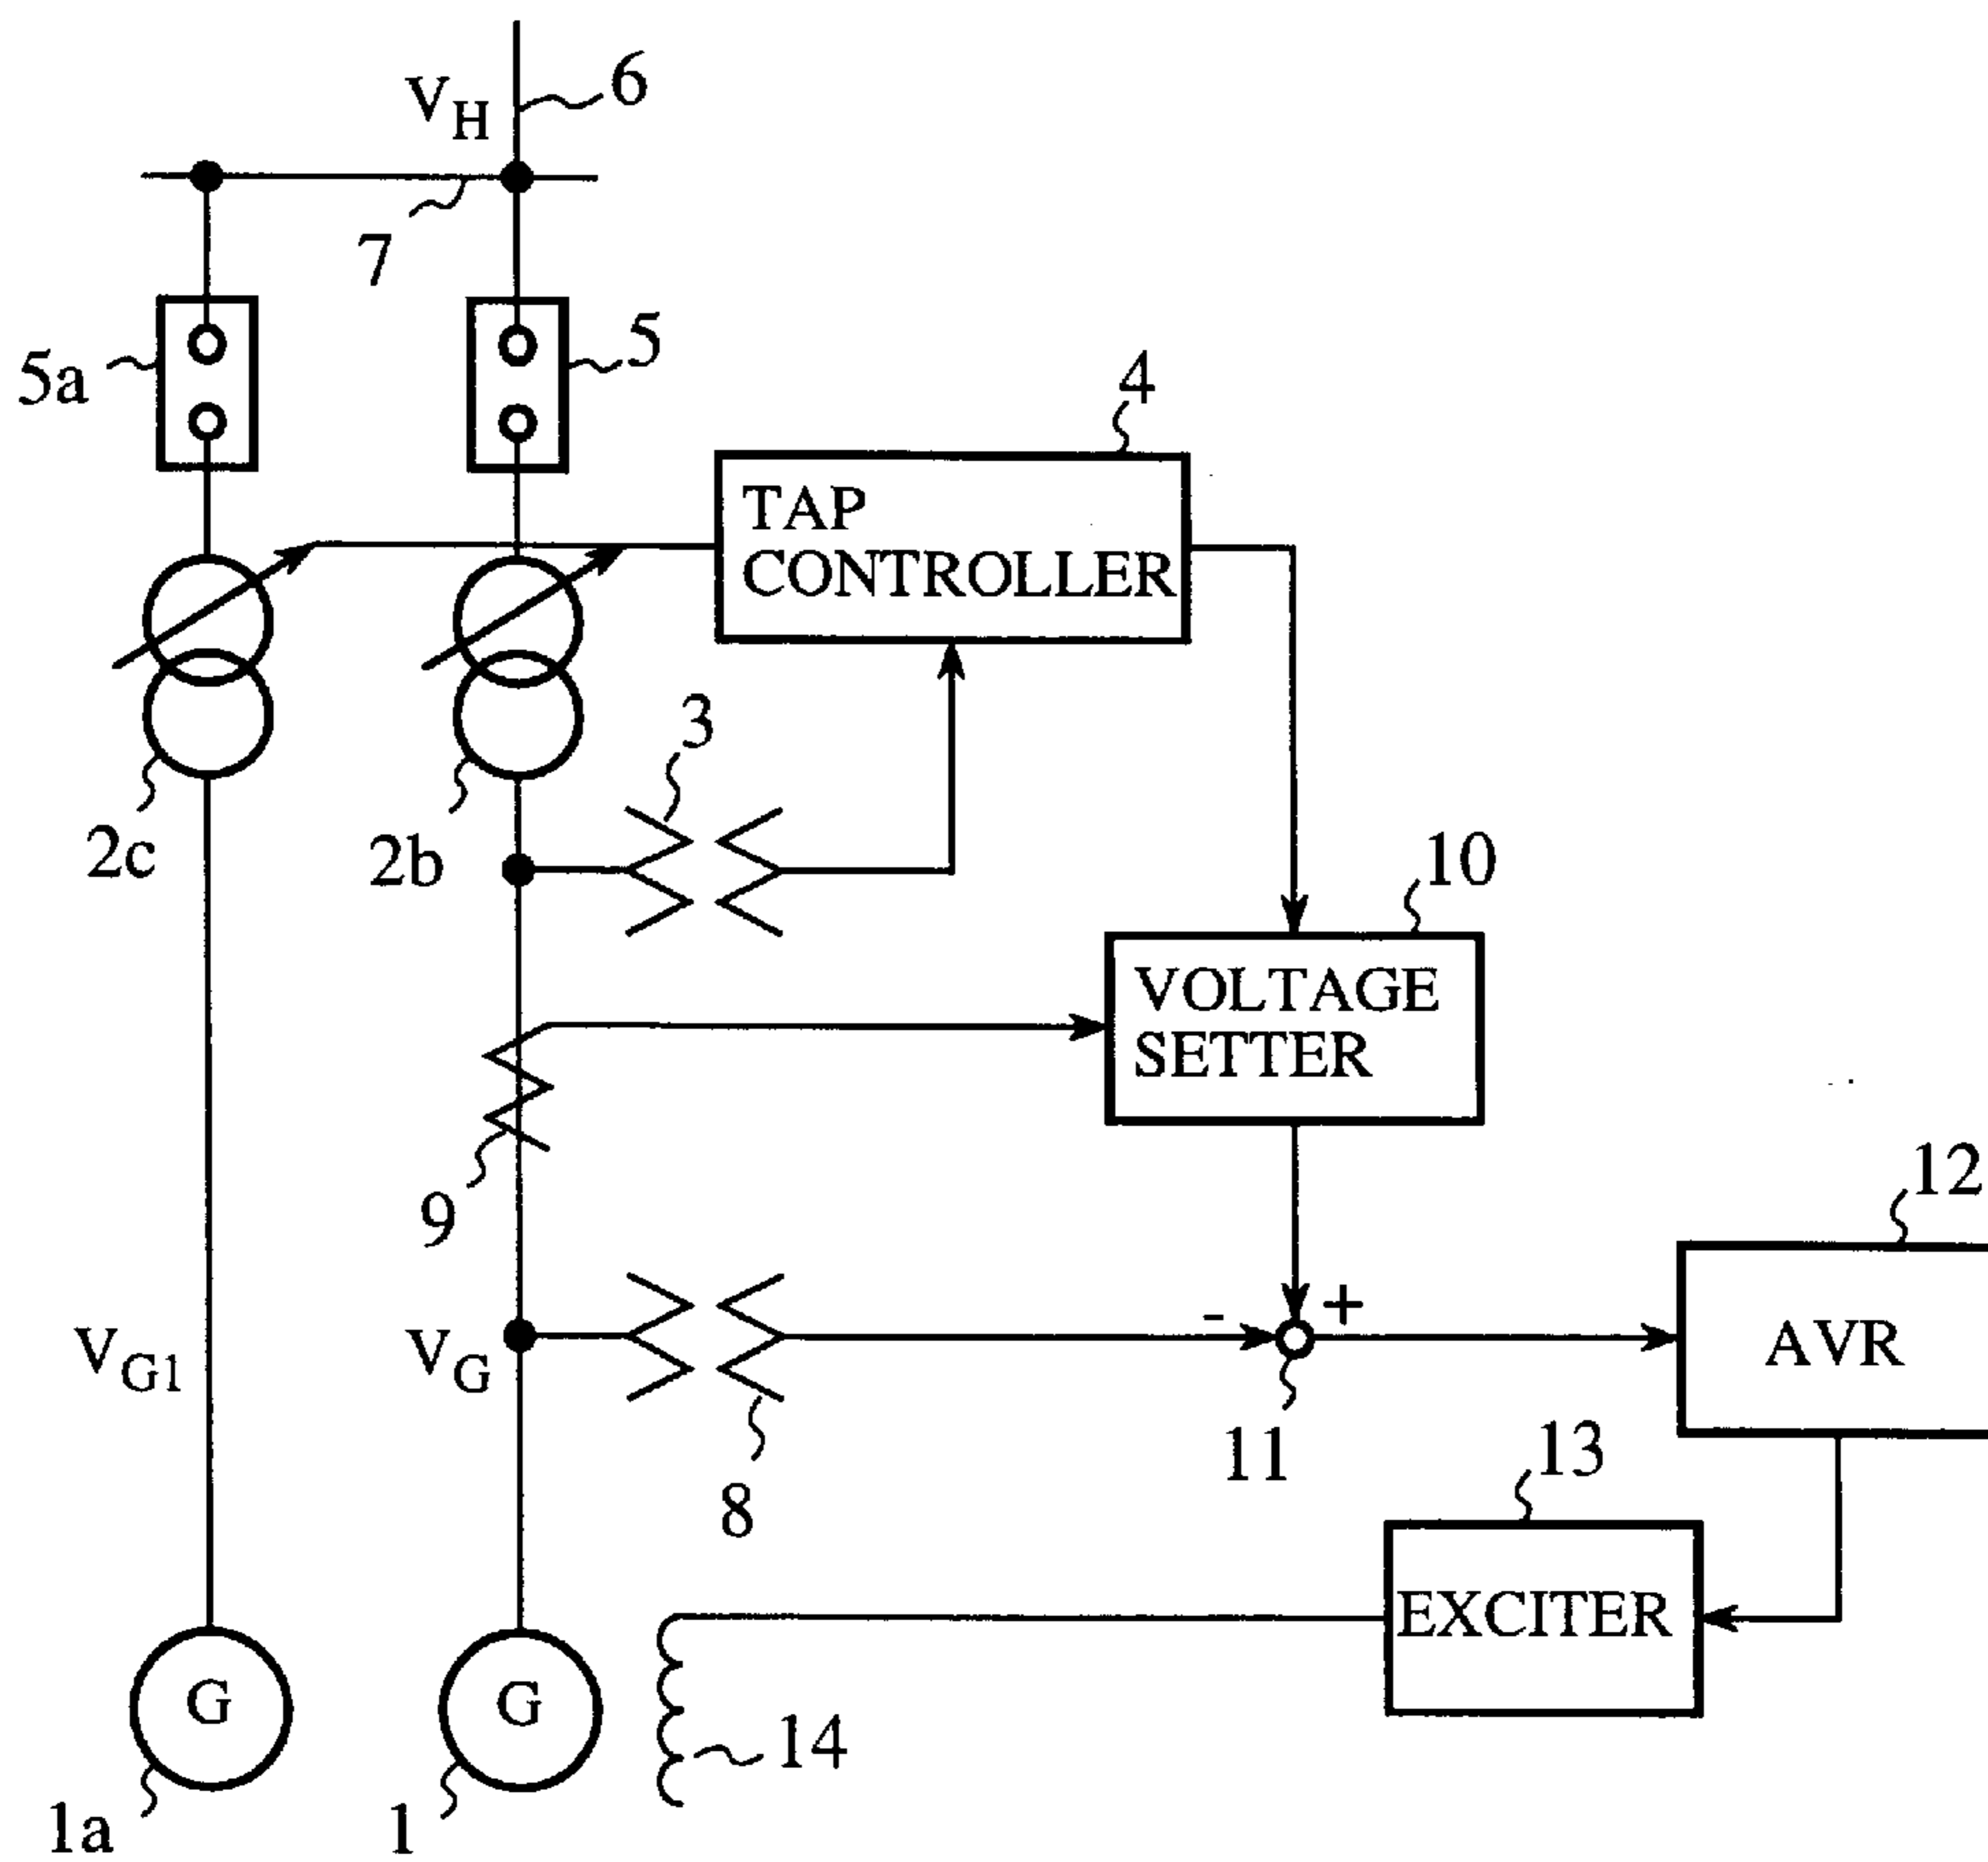 6
VH
7
5a
5
4
TAP
CONTROLLER
3
2c
2b
10
VOLTAGE
SETTER
9
12
- +
VG1
VG
AVR
11
13
8
EXCITER
G
G
14
1a
1